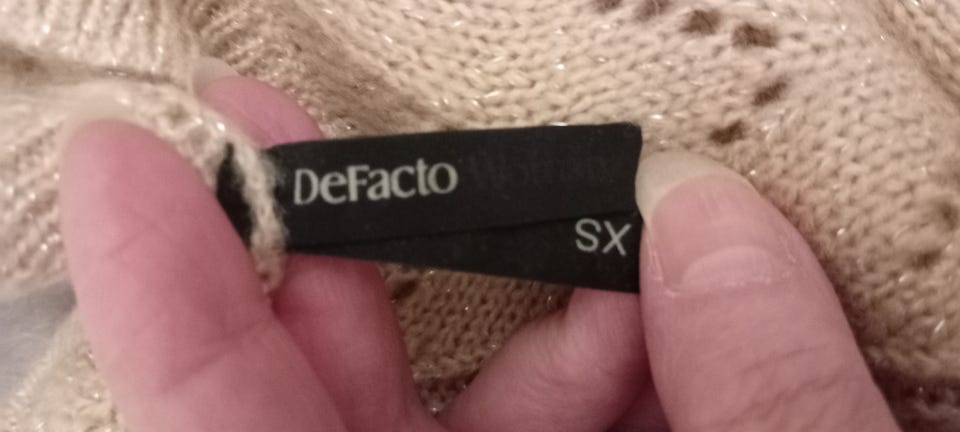 DeFacto
SX